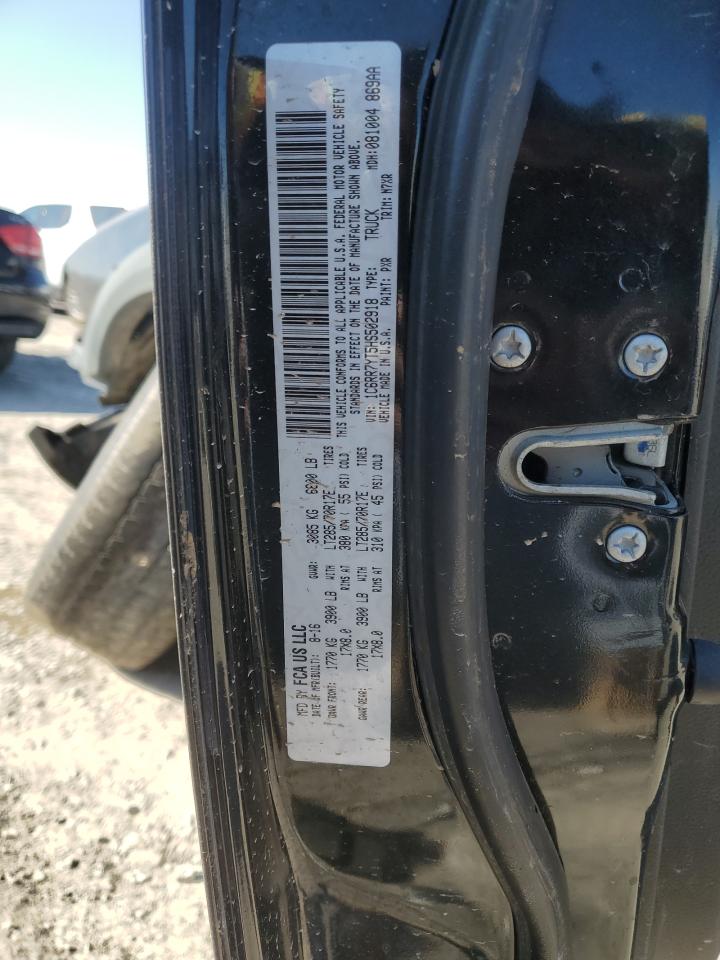 MFD BY FCA US LLC
DATE OF MFR(BUILT): 8-16 GVWR: 3085 KG 6800 LB
GAWR FRONT: 1770 KG 3900 LB WITH LT285/70R17E TIRES
17X8.0 RIMS AT 380 KPA ( 55 PSI) COLD
GAWR REAR: 1770 KG 3900 LB WITH LT285/70R17E TIRES
17X8.0 RIMS AT 310 KPA ( 45 PSI) COLD
THIS VEHICLE CONFORMS TO ALL APPLICABLE U.S.A. FEDERAL MOTOR VEHICLE SAFETY
STANDARDS IN EFFECT ON THE DATE OF MANUFACTURE SHOWN ABOVE.
VIN: 1C6RR7YT5HS502918 TYPE: TRUCK MDH:081004 869AA
VEHICLE MADE IN U.S.A. PAINT: PXR TRIM: N7XR